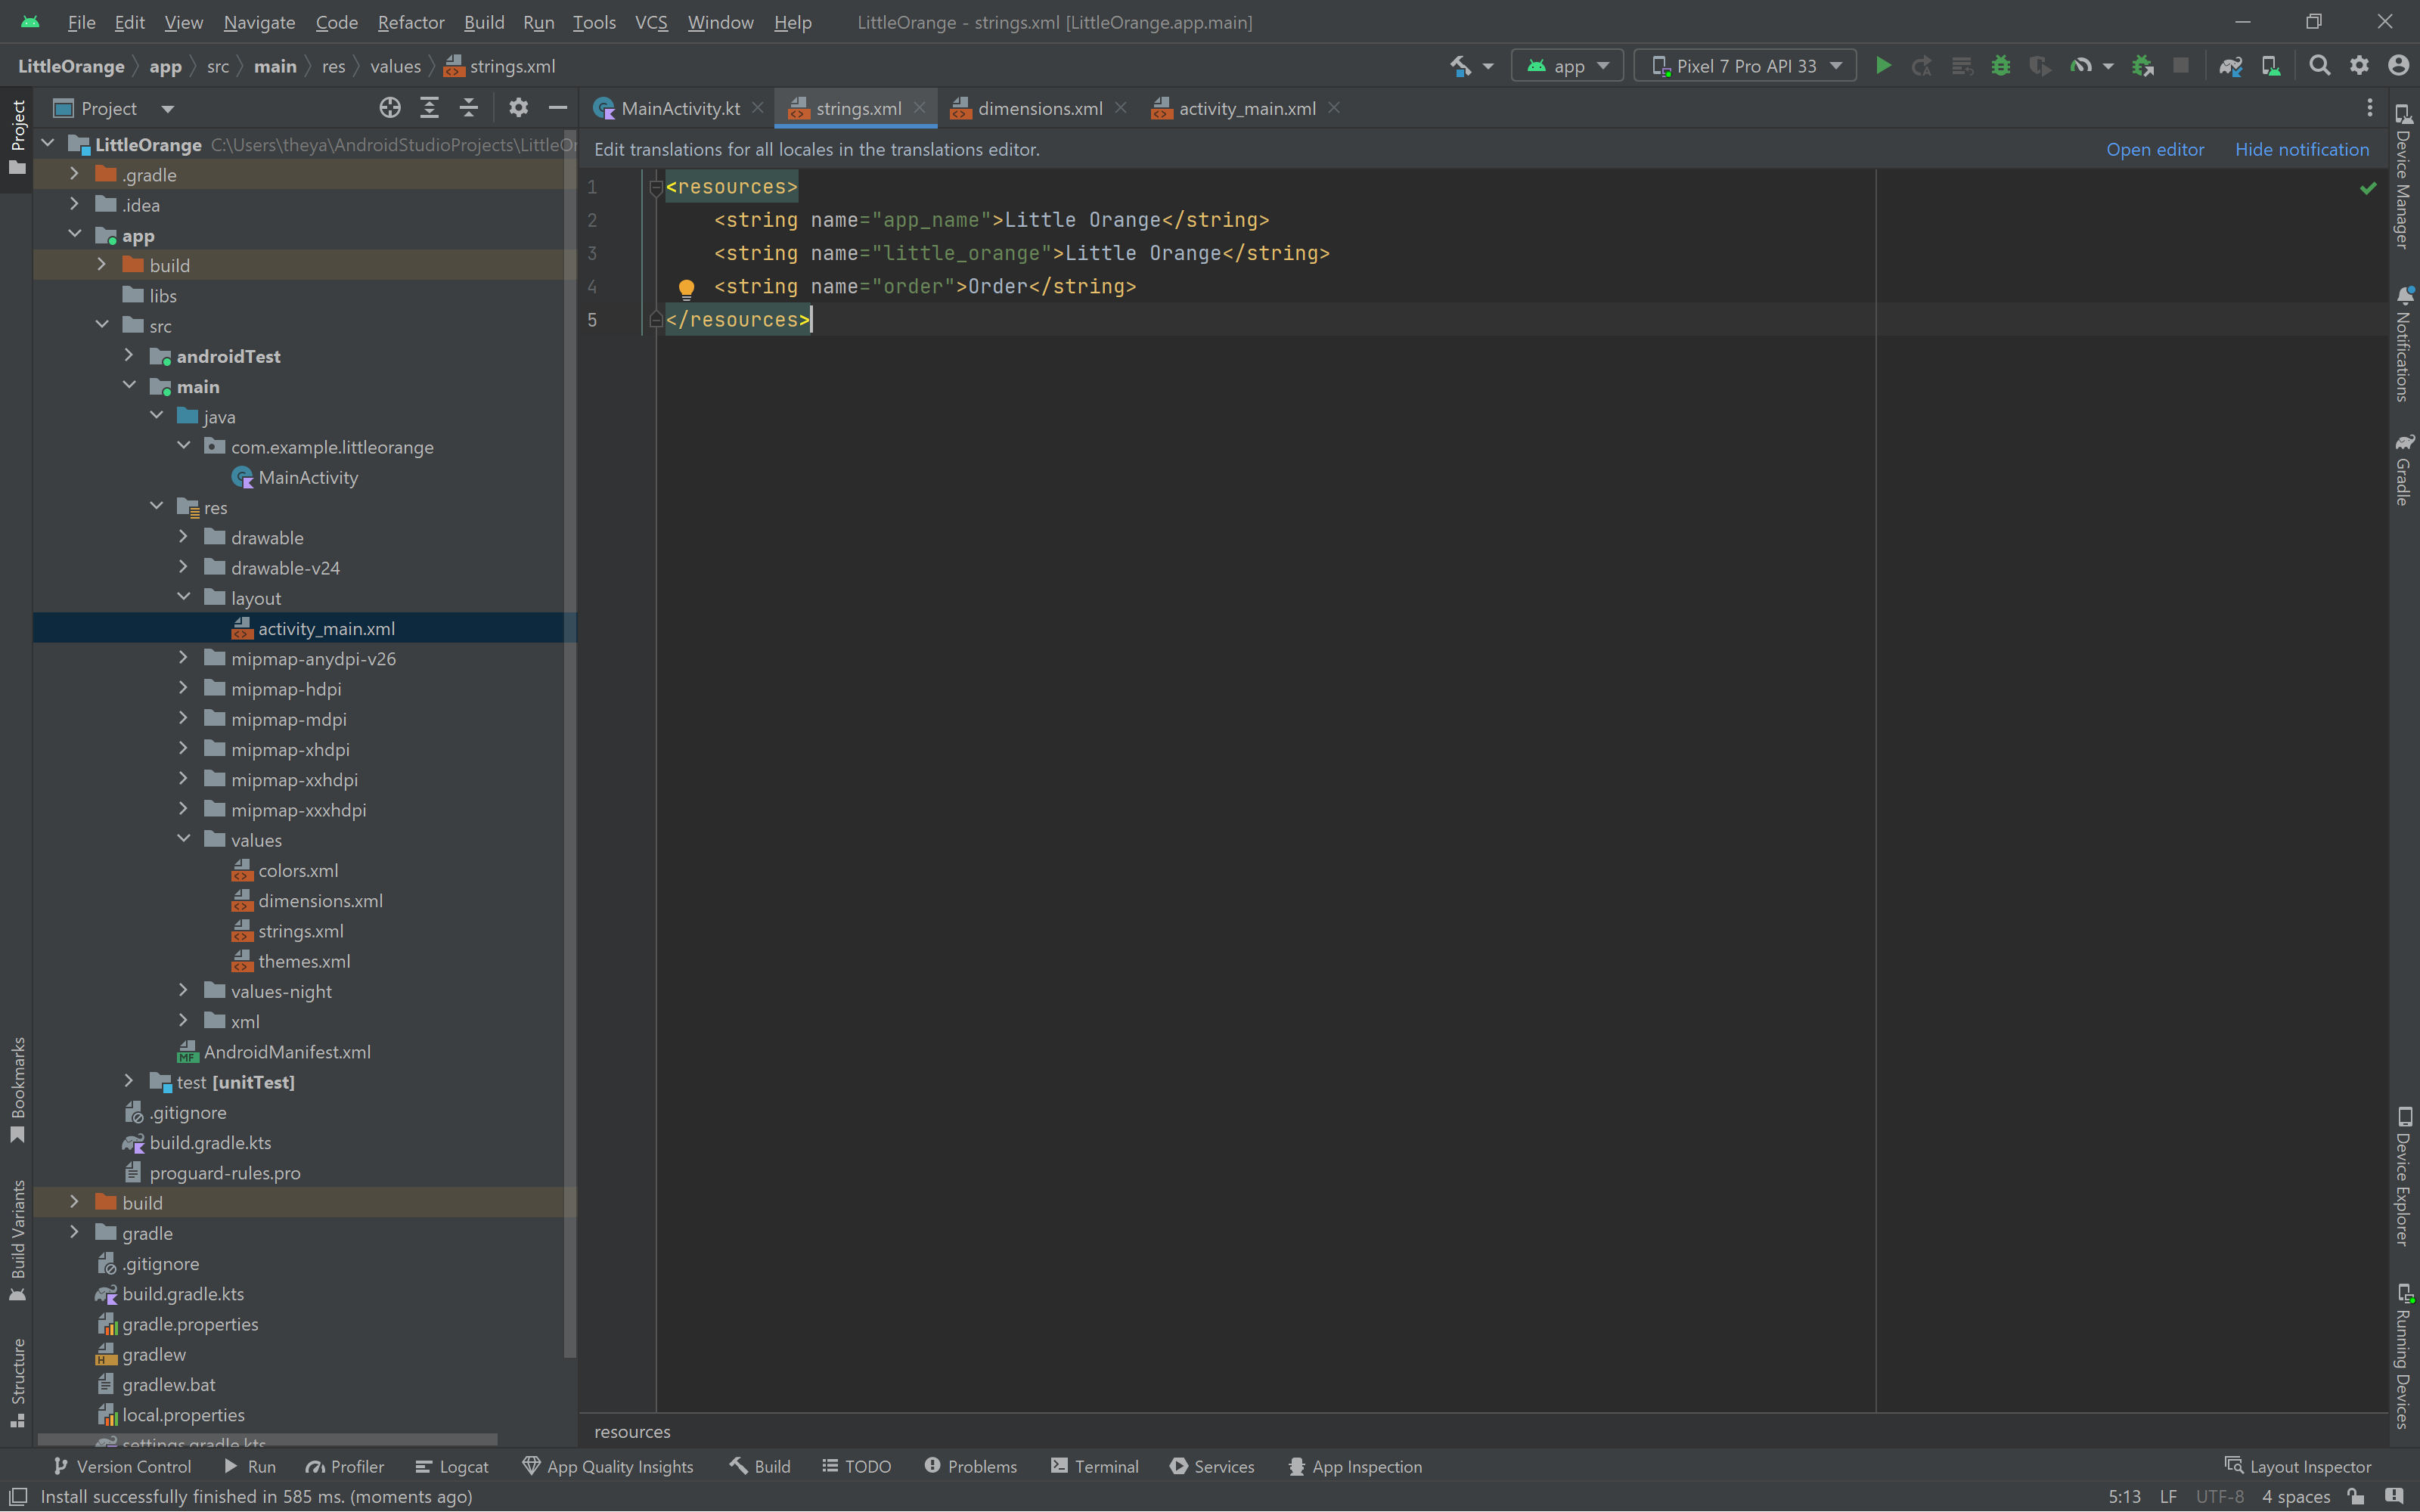 File Edit View Navigate Code Refactor Build Run Tools VCS Window Help LittleOrange - strings.xml [LittleOrange.app.main]
LittleOrange app src main res values strings.xml app Pixel 7 Pro API 33
Project
Project
MainActivity.kt strings.xml dimensions.xml activity_main.xml
Edit translations for all locales in the translations editor. Open editor Hide notification
LittleOrange C:\Users\theya\AndroidStudioProjects\LittleOr
.gradle
.idea
app
build
libs
src
androidTest
main
java
com.example.littleorange
MainActivity
res
drawable
drawable-v24
layout
activity_main.xml
mipmap-anydpi-v26
mipmap-hdpi
mipmap-mdpi
mipmap-xhdpi
mipmap-xxhdpi
mipmap-xxxhdpi
values
colors.xml
dimensions.xml
strings.xml
themes.xml
values-night
xml
AndroidManifest.xml
test [unitTest]
.gitignore
build.gradle.kts
proguard-rules.pro
build
gradle
.gitignore
build.gradle.kts
gradle.properties
gradlew
gradlew.bat
local.properties
settings.gradle.kts
1 <resources>
2 <string name="app_name">Little Orange</string>
3 <string name="little_orange">Little Orange</string>
4 <string name="order">Order</string>
5 </resources>
resources
Bookmarks
Build Variants
Structure
Device Manager
Notifications
Gradle
Device Explorer
Running Devices
Version Control Run Profiler Logcat App Quality Insights Build TODO Problems Terminal Services App Inspection Layout Inspector
Install successfully finished in 585 ms. (moments ago) 5:13 LF UTF-8 4 spaces